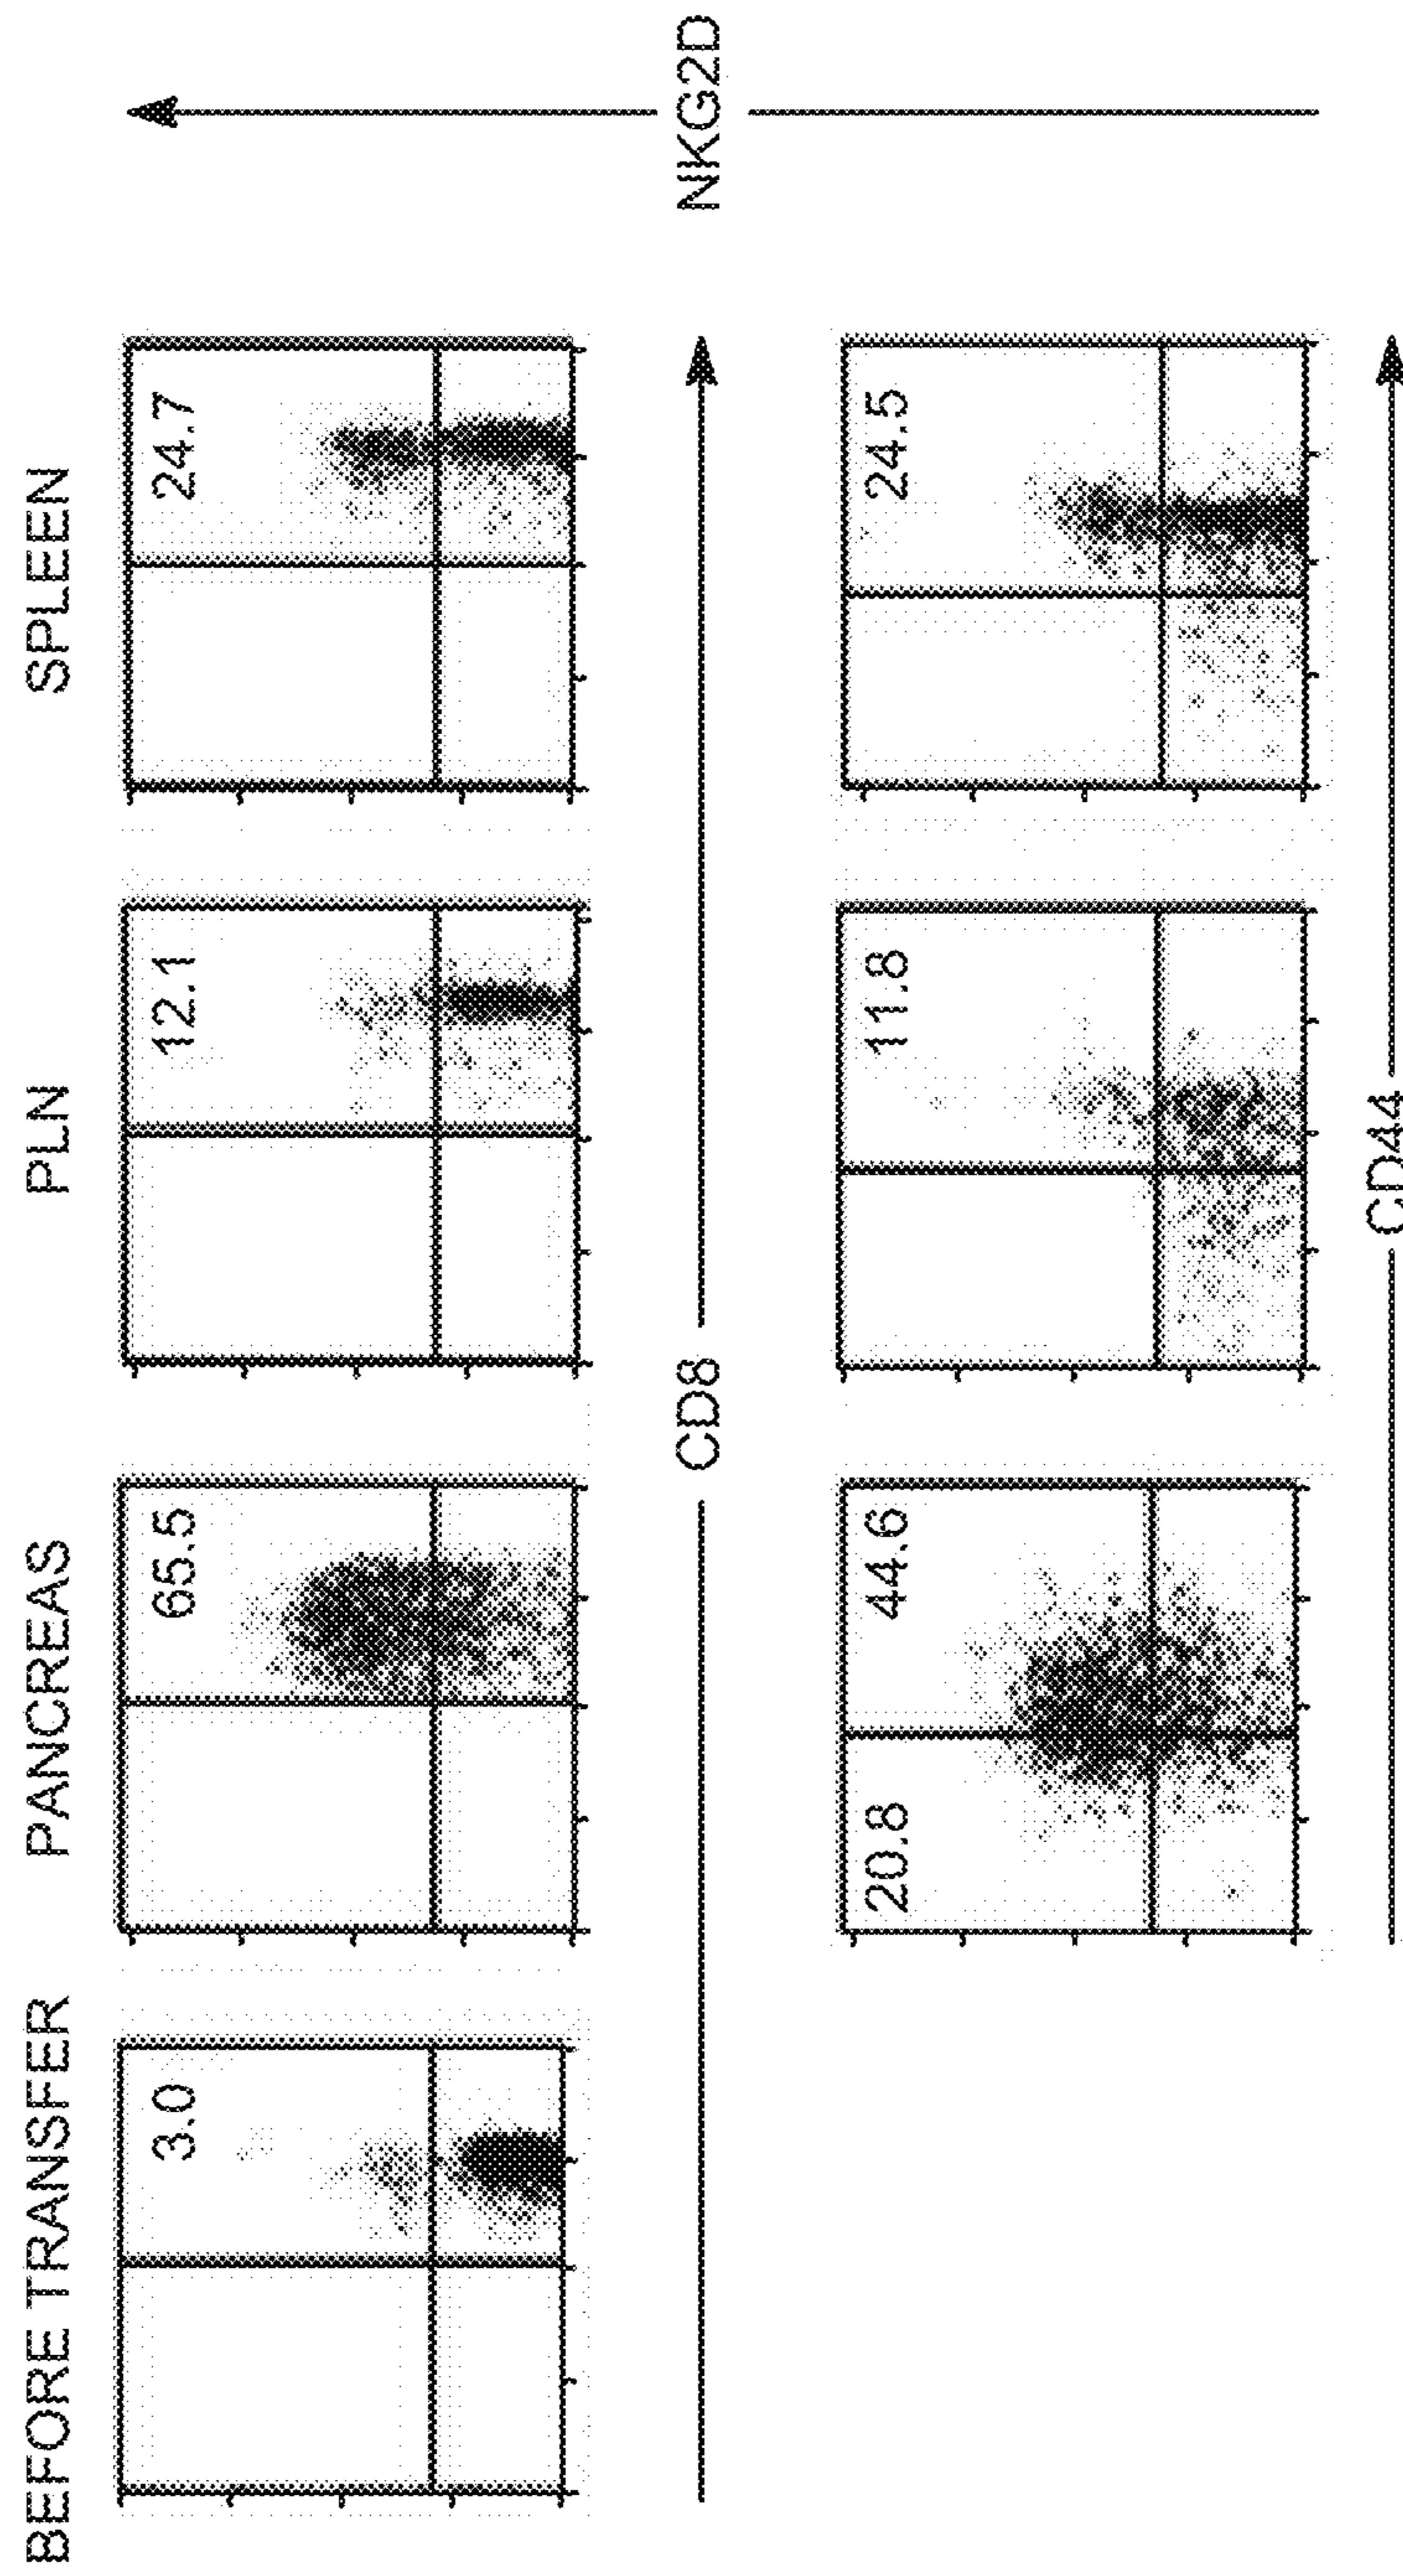 BEFORE TRANSFER
PANCREAS
PLN
SPLEEN
3.0
65.5
12.1
24.7
CD8
NKG2D
20.8
44.6
11.8
24.5
CD44